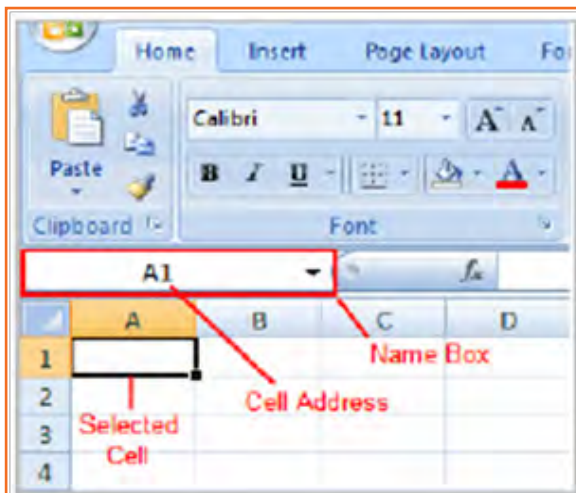 Home Insert Page Layout Fo
Calibri 11 A A
Paste B I U A
Clipboard Font
A1 fx
A B C D
1 Name Box
2 Cell Address
3 Selected
Cell
4